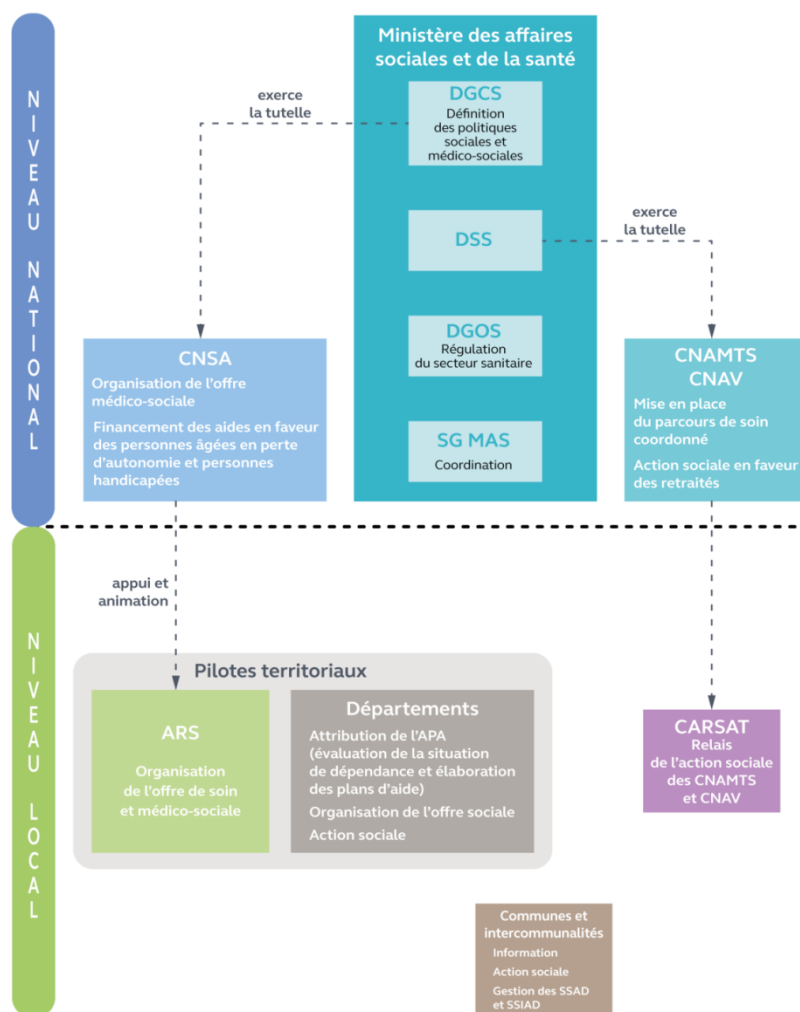 NIVEAU NATIONAL
Ministère des affaires
sociales et de la santé
DGCS
Définition
des politiques
sociales et
médico-sociales
exerce
la tutelle
DSS
exerce
la tutelle
DGOS
Régulation
du secteur sanitaire
SG MAS
Coordination
CNSA
Organisation de l'offre
médico-sociale
Financement des aides en faveur
des personnes âgées en perte
d'autonomie et personnes
handicapées
CNAMTS
CNAV
Mise en place
du parcours de soin
coordonné
Action sociale en faveur
des retraités
NIVEAU LOCAL
appui et
animation
Pilotes territoriaux
ARS
Organisation
de l'offre de soin
et médico-sociale
Départements
Attribution de l'APA
(évaluation de la situation
de dépendance et élaboration
des plans d'aide)
Organisation de l'offre sociale
Action sociale
CARSAT
Relais
de l'action sociale
des CNAMTS
et CNAV
Communes et
intercommunalités
Information
Action sociale
Gestion des SSAD
et SSIAD